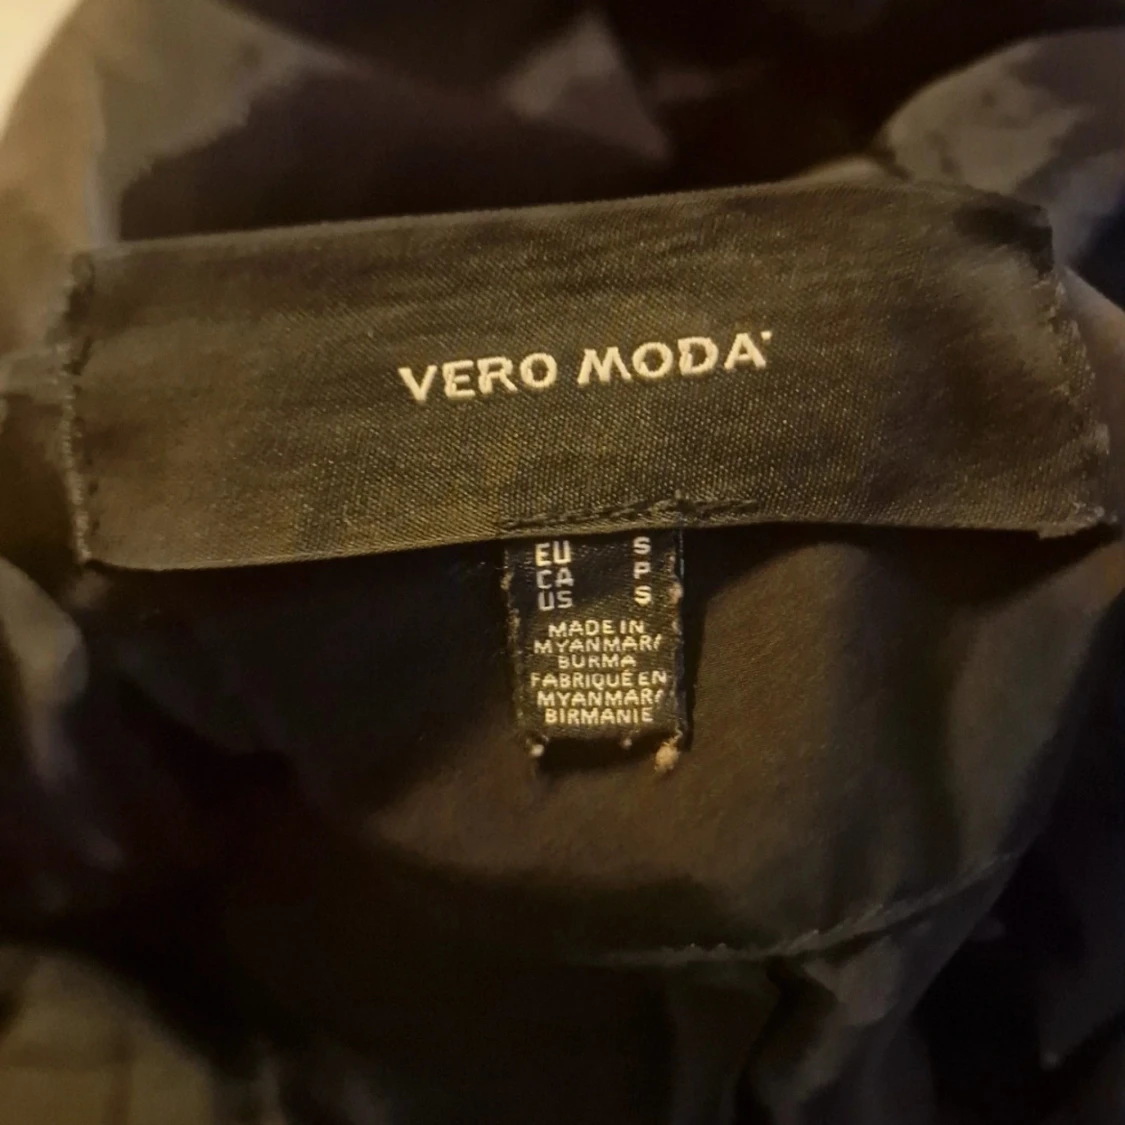 VERO MODA
EU S
CA P
US S
MADE IN
MYANMAR/
BURMA
FABRIQUÉ EN
MYANMAR/
BIRMANIE